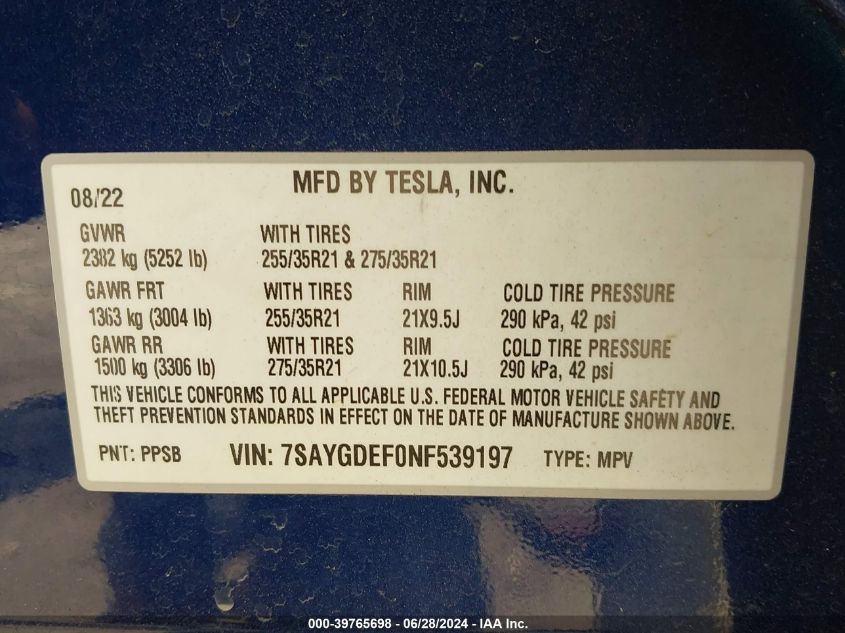 MFD BY TESLA, INC.
08/22
GVWR WITH TIRES
2382 kg (5252 lb) 255/35R21 & 275/35R21
GAWR FRT WITH TIRES RIM COLD TIRE PRESSURE
1363 kg (3004 lb) 255/35R21 21X9.5J 290 kPa, 42 psi
GAWR RR WITH TIRES RIM COLD TIRE PRESSURE
1500 kg (3306 lb) 275/35R21 21X10.5J 290 kPa, 42 psi
THIS VEHICLE CONFORMS TO ALL APPLICABLE U.S. FEDERAL MOTOR VEHICLE SAFETY AND
THEFT PREVENTION STANDARDS IN EFFECT ON THE DATE OF MANUFACTURE SHOWN ABOVE.
PNT: PPSB VIN: 7SAYGDEF0NF539197 TYPE: MPV
000-39765698 - 06/28/2024 - IAA, Inc.